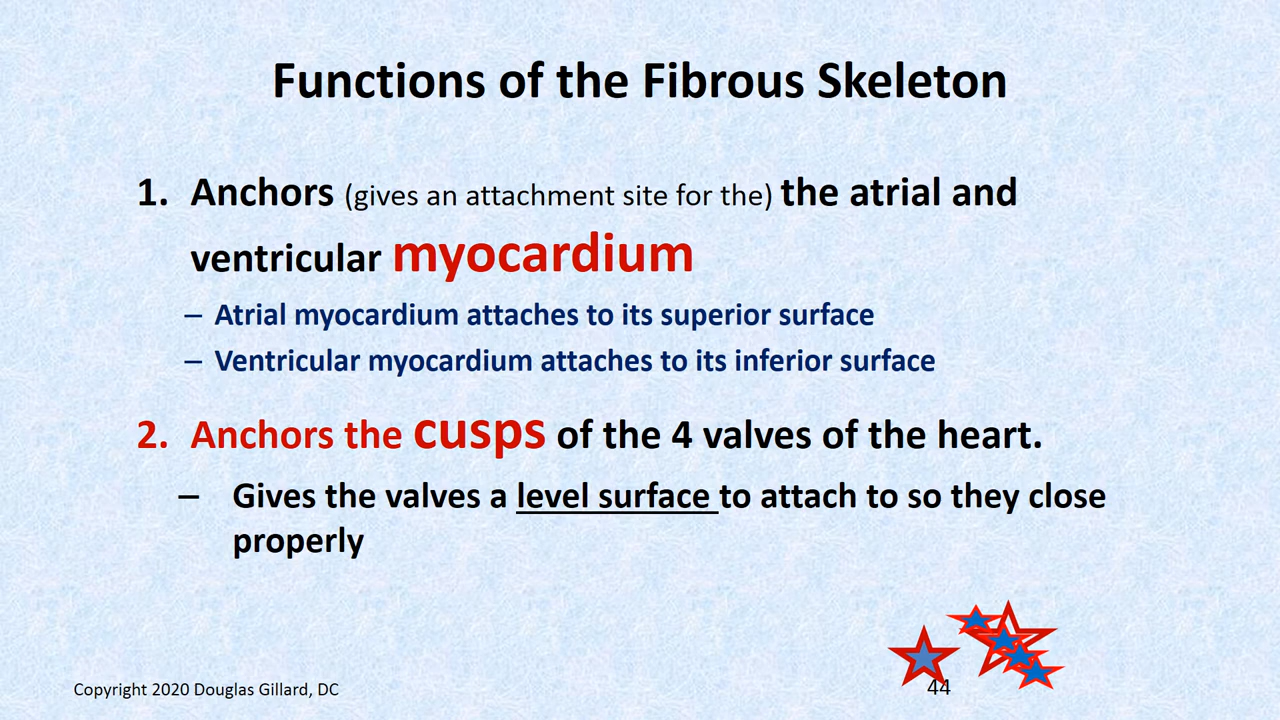 Functions of the Fibrous Skeleton
1. Anchors (gives an attachment site for the) the atrial and
ventricular myocardium
– Atrial myocardium attaches to its superior surface
– Ventricular myocardium attaches to its inferior surface
2. Anchors the cusps of the 4 valves of the heart.
– Gives the valves a level surface to attach to so they close
properly
Copyright 2020 Douglas Gillard, DC
44